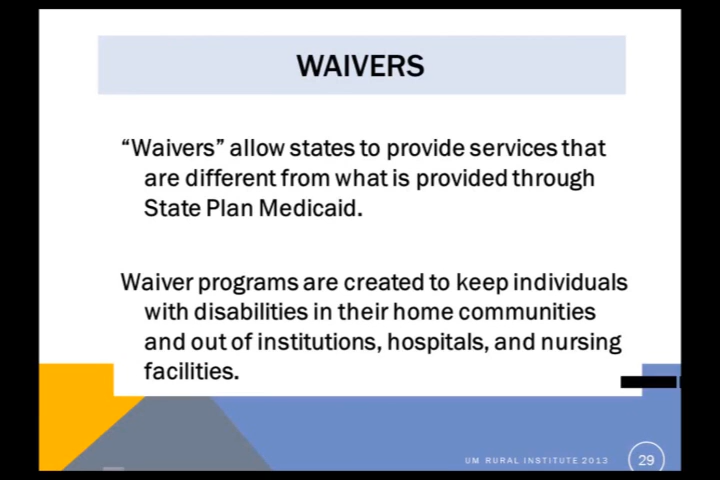 WAIVERS
“Waivers” allow states to provide services that
are different from what is provided through
State Plan Medicaid.
Waiver programs are created to keep individuals
with disabilities in their home communities
and out of institutions, hospitals, and nursing
facilities.
UM RURAL INSTITUTE 2013
29